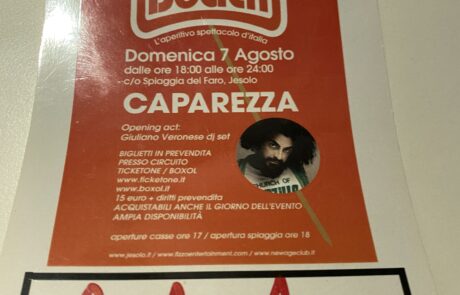 L'aperitivo spettacolo d'italia
Domenica 7 Agosto
dalle ore 18:00 alle ore 24:00
c/o Spiaggia del Faro, Jesolo
CAPAREZZA
Opening act:
Giuliano Veronese dj set
BIGLIETTI IN PREVENDITA
PRESSO CIRCUITO
TICKETONE / BOXOL
www.ticketone.it
www.boxol.it
15 euro + diritti prevendita
ACQUISTABILI ANCHE IL GIORNO DELL'EVENTO
AMPIA DISPONIBILITÀ
CHURCH OF
aperture casse ore 17 / apertura spiaggia ore 18
www.jesolo.it / www.fizzoentertainment.com / www.newageclub.it